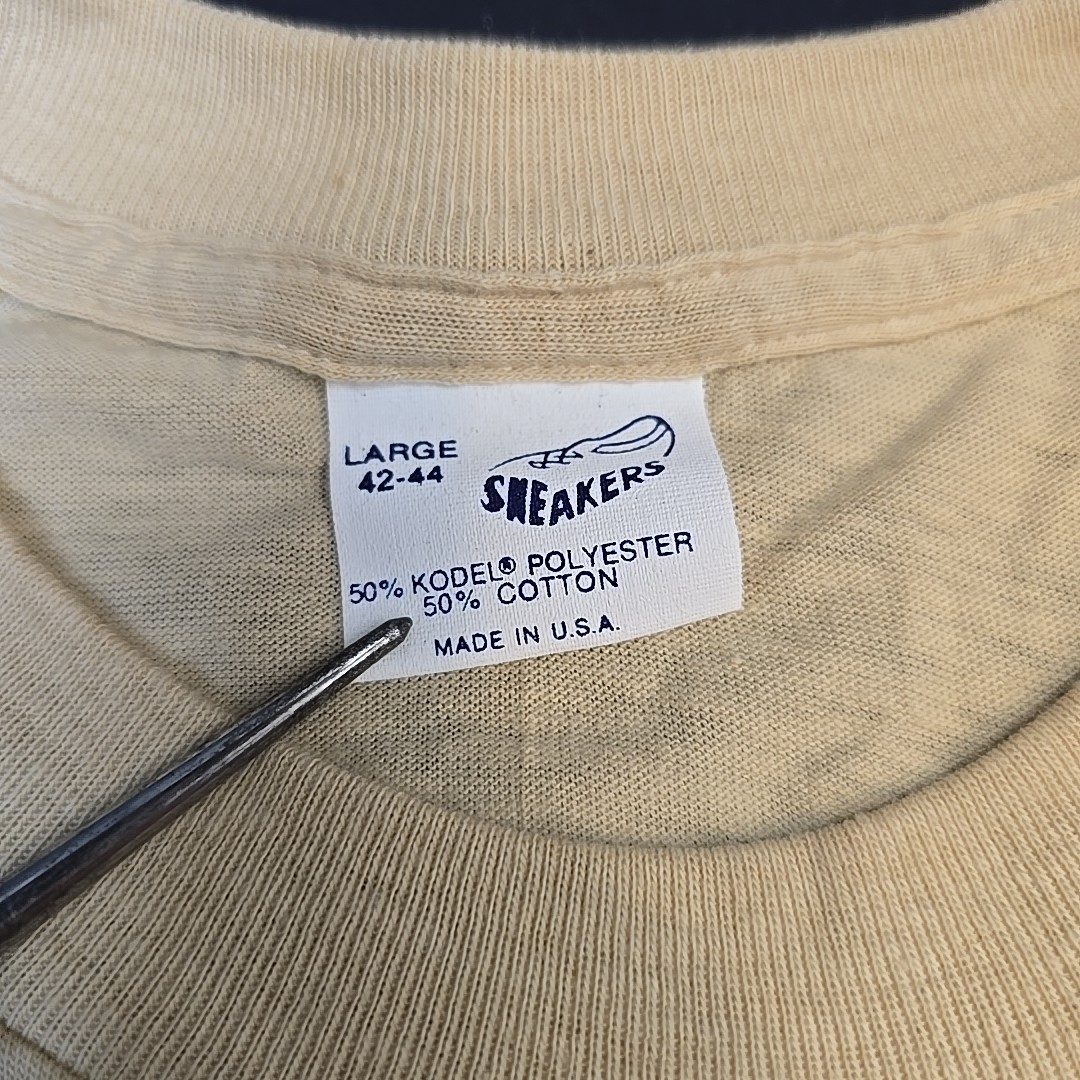 LARGE
42-44
SNEAKERS
50% KODEL® POLYESTER
50% COTTON
MADE IN U.S.A.